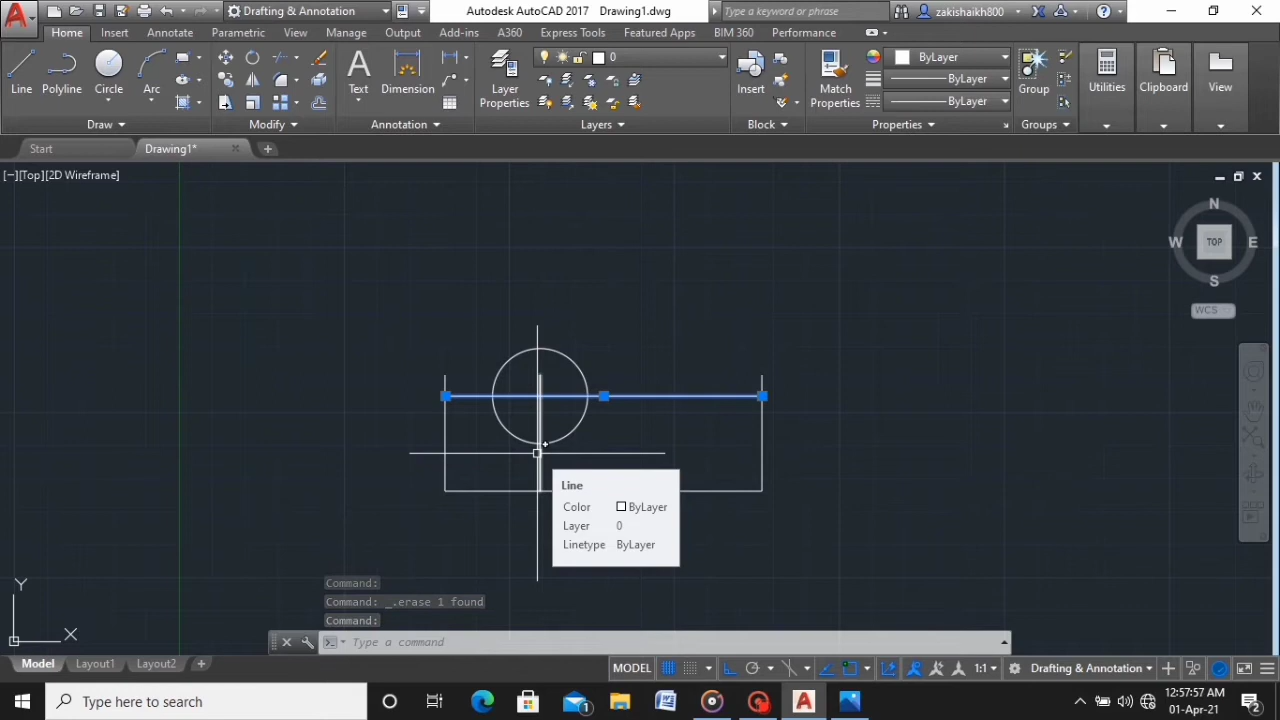 Drafting & Annotation
Autodesk AutoCAD 2017 Drawing1.dwg
Type a keyword or phrase
zakishaikh800
Home Insert Annotate Parametric View Manage Output Add-ins A360 Express Tools Featured Apps BIM 360 Performance
0
ByLayer
ByLayer
ByLayer
Line Polyline Circle Arc Text Dimension Layer Properties Insert Match Properties Group Utilities Clipboard View
Draw Modify Annotation Layers Block Properties Groups
Start Drawing1* +
[−][Top][2D Wireframe]
N
W TOP E
S
WCS
Line
Color ByLayer
Layer 0
Linetype ByLayer
Y
X
Command:
Command: _.erase 1 found
Command:
Type a command
Model Layout1 Layout2 +
MODEL 1:1 Drafting & Annotation
Type here to search
1
12:57:57 AM
01-Apr-21
2